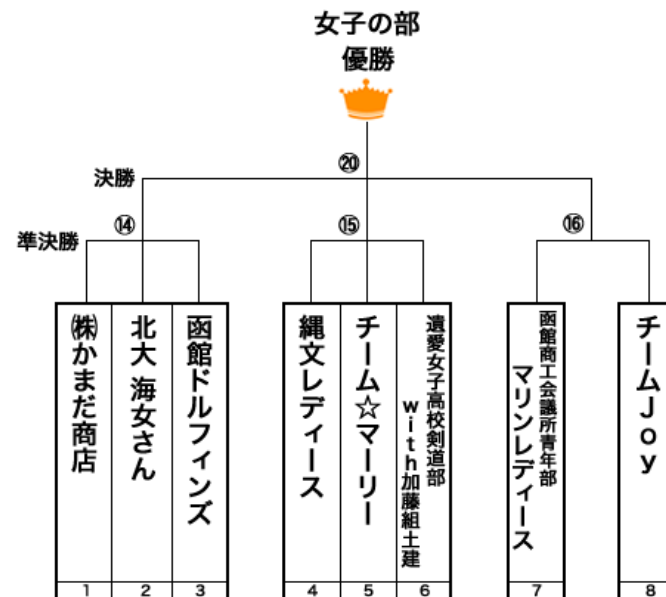 女子の部
優勝
⑳
決勝
⑭
⑮
⑯
準決勝
㈱かまだ商店
北大 海女さん
函館ドルフィンズ
縄文レディース
チーム☆マーリー
遺愛女子高校剣道部
with加藤組土建
函館商工会議所青年部
マリンレディース
チームJoy
1
2
3
4
5
6
7
8